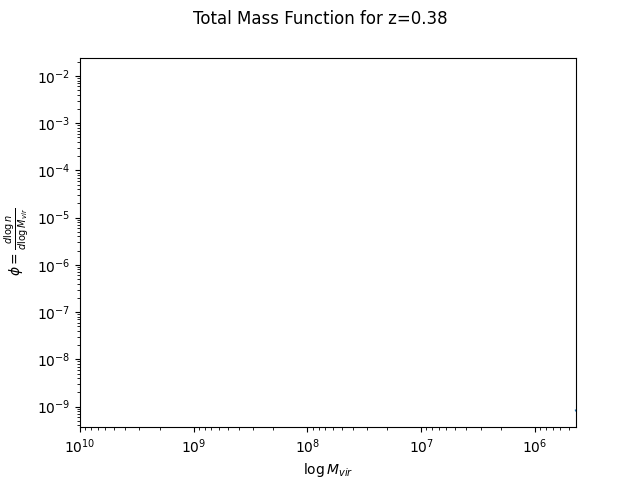 Total Mass Function for z=0.38
10⁻²
10⁻³
10⁻⁴
10⁻⁵
10⁻⁶
10⁻⁷
10⁻⁸
10⁻⁹
ϕ = d log n / d log M_vir
10¹⁰ 10⁹ 10⁸ 10⁷ 10⁶
log M_vir